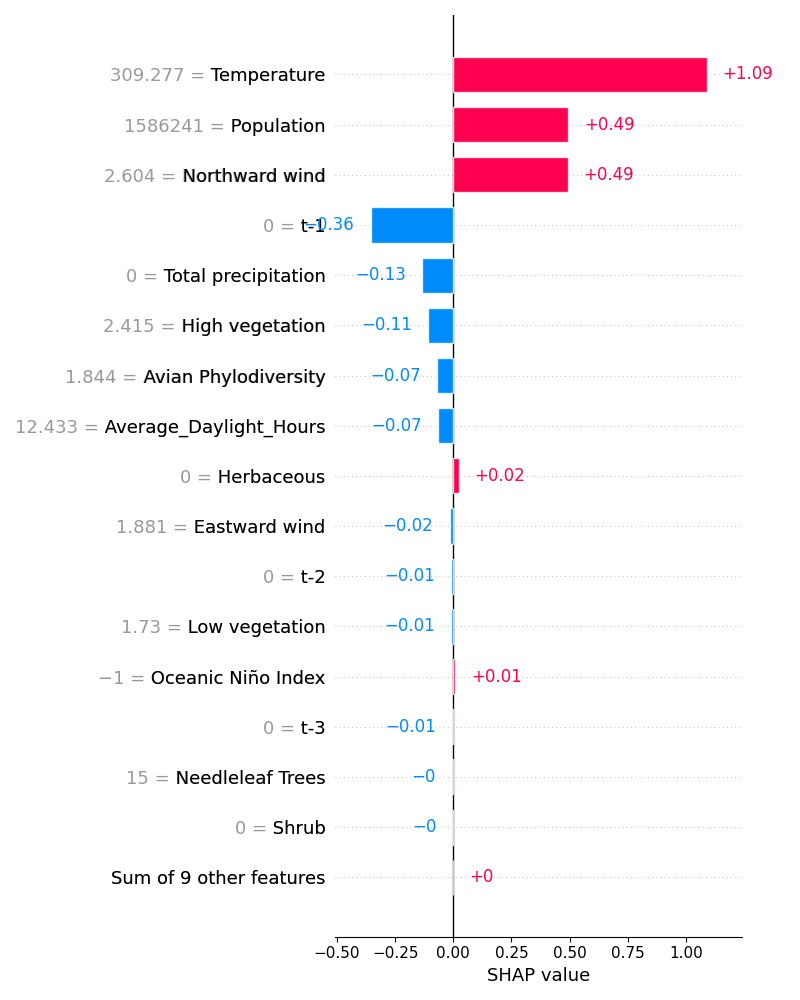 309.277 = Temperature +1.09
1586241 = Population +0.49
2.604 = Northward wind +0.49
0 = t-1 −0.36
0 = Total precipitation −0.13
2.415 = High vegetation −0.11
1.844 = Avian Phylodiversity −0.07
12.433 = Average_Daylight_Hours −0.07
0 = Herbaceous +0.02
1.881 = Eastward wind −0.02
0 = t-2 −0.01
1.73 = Low vegetation −0.01
−1 = Oceanic Niño Index +0.01
0 = t-3 −0.01
15 = Needleleaf Trees −0
0 = Shrub −0
Sum of 9 other features +0
−0.50 −0.25 0.00 0.25 0.50 0.75 1.00
SHAP value